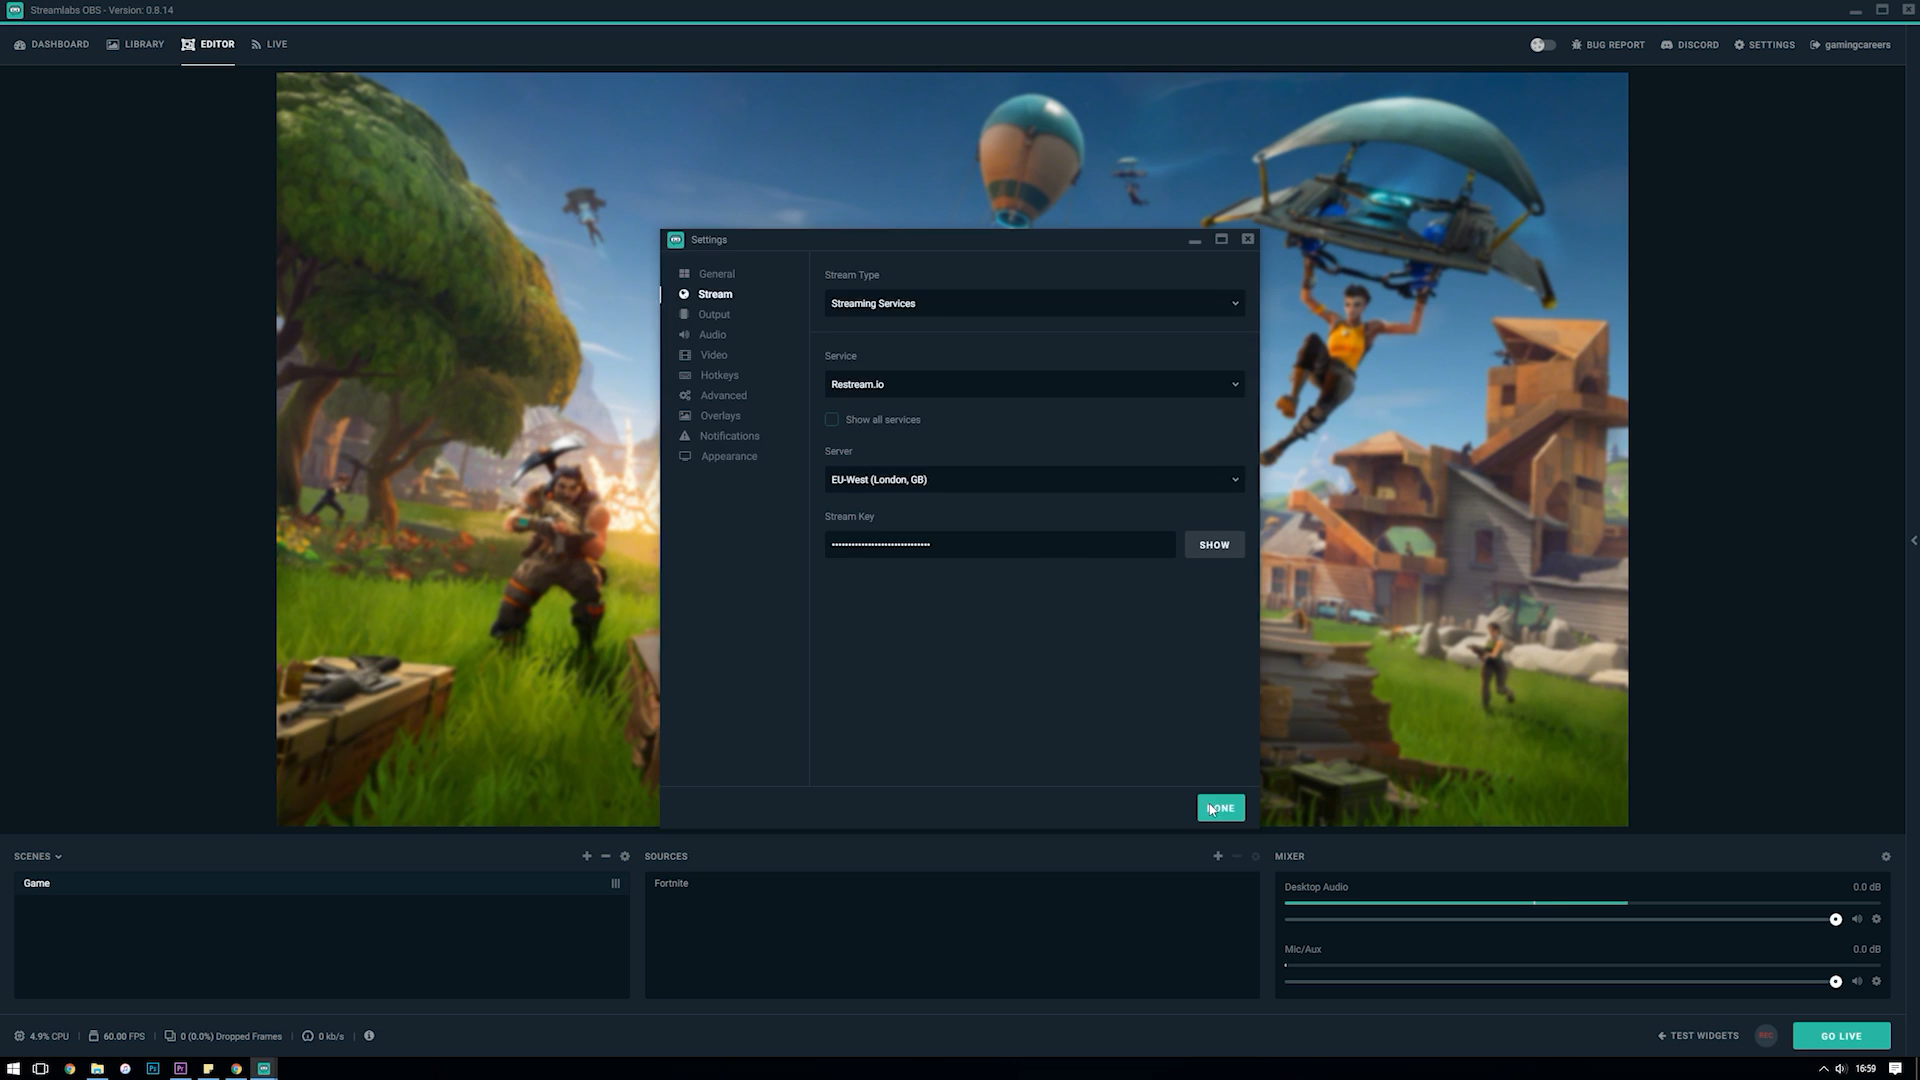 Streamlabs OBS - Version: 0.8.14
DASHBOARD LIBRARY EDITOR LIVE BUG REPORT DISCORD SETTINGS gamingcareers
Settings
General
Stream
Output
Audio
Video
Hotkeys
Advanced
Overlays
Notifications
Appearance
Stream Type
Streaming Services
Service
Restream.io
Show all services
Server
EU-West (London, GB)
Stream Key
SHOW
DONE
SCENES
Game
SOURCES
Fortnite
MIXER
Desktop Audio 0.0 dB
Mic/Aux 0.0 dB
4.9% CPU 60.00 FPS 0 (0.0%) Dropped Frames 0 kb/s TEST WIDGETS REC GO LIVE
Ps Pr 16:59